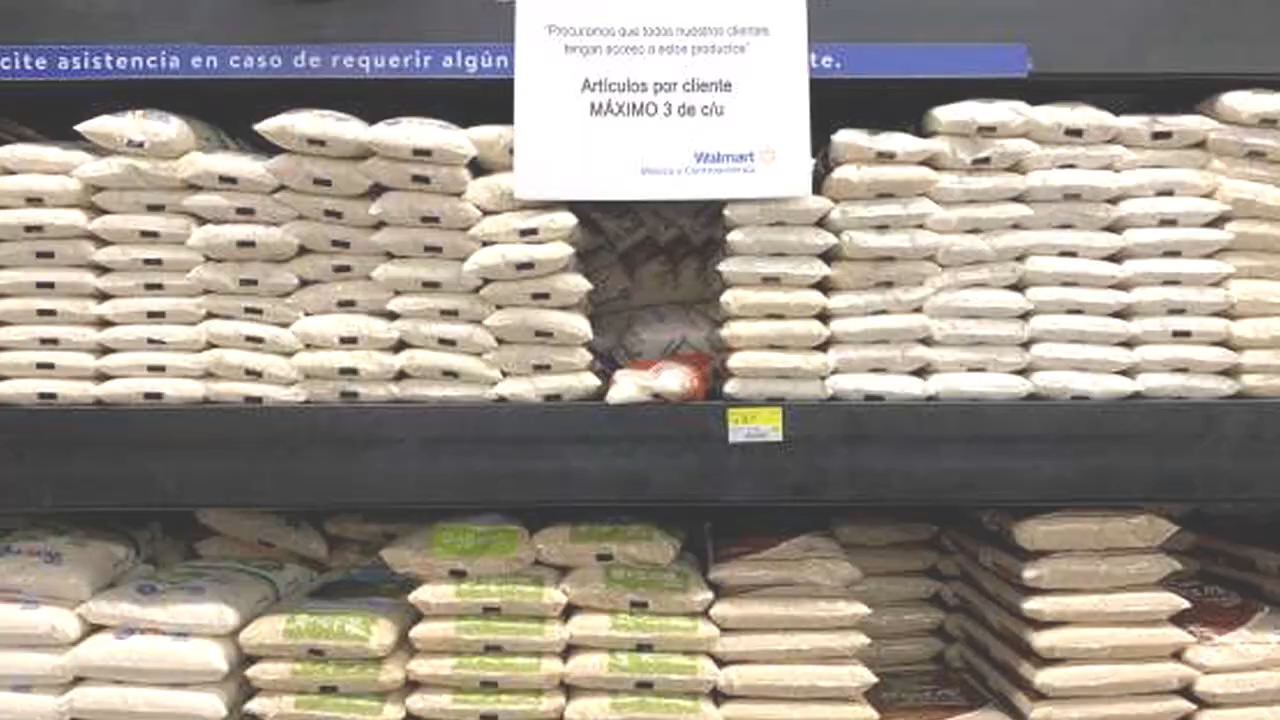 "Procuramos que todos nuestros clientes
tengan acceso a estos productos"
cite asistencia en caso de requerir algún
te.
Artículos por cliente
MÁXIMO 3 de c/u
Walmart
México y Centroamérica